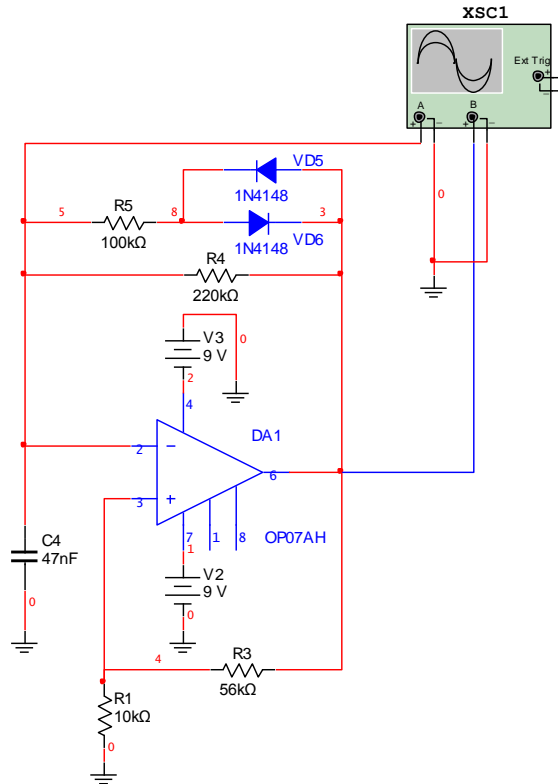 XSC1
Ext Trig
+
–
A
B
+
–
+
–
0
VD5
1N4148
5
R5
100kΩ
8
3
1N4148
VD6
R4
220kΩ
V3
9 V
0
2
4
DA1
2
−
6
3
+
7
1
8
OP07AH
1
C4
47nF
V2
9 V
0
0
4
R3
56kΩ
R1
10kΩ
0